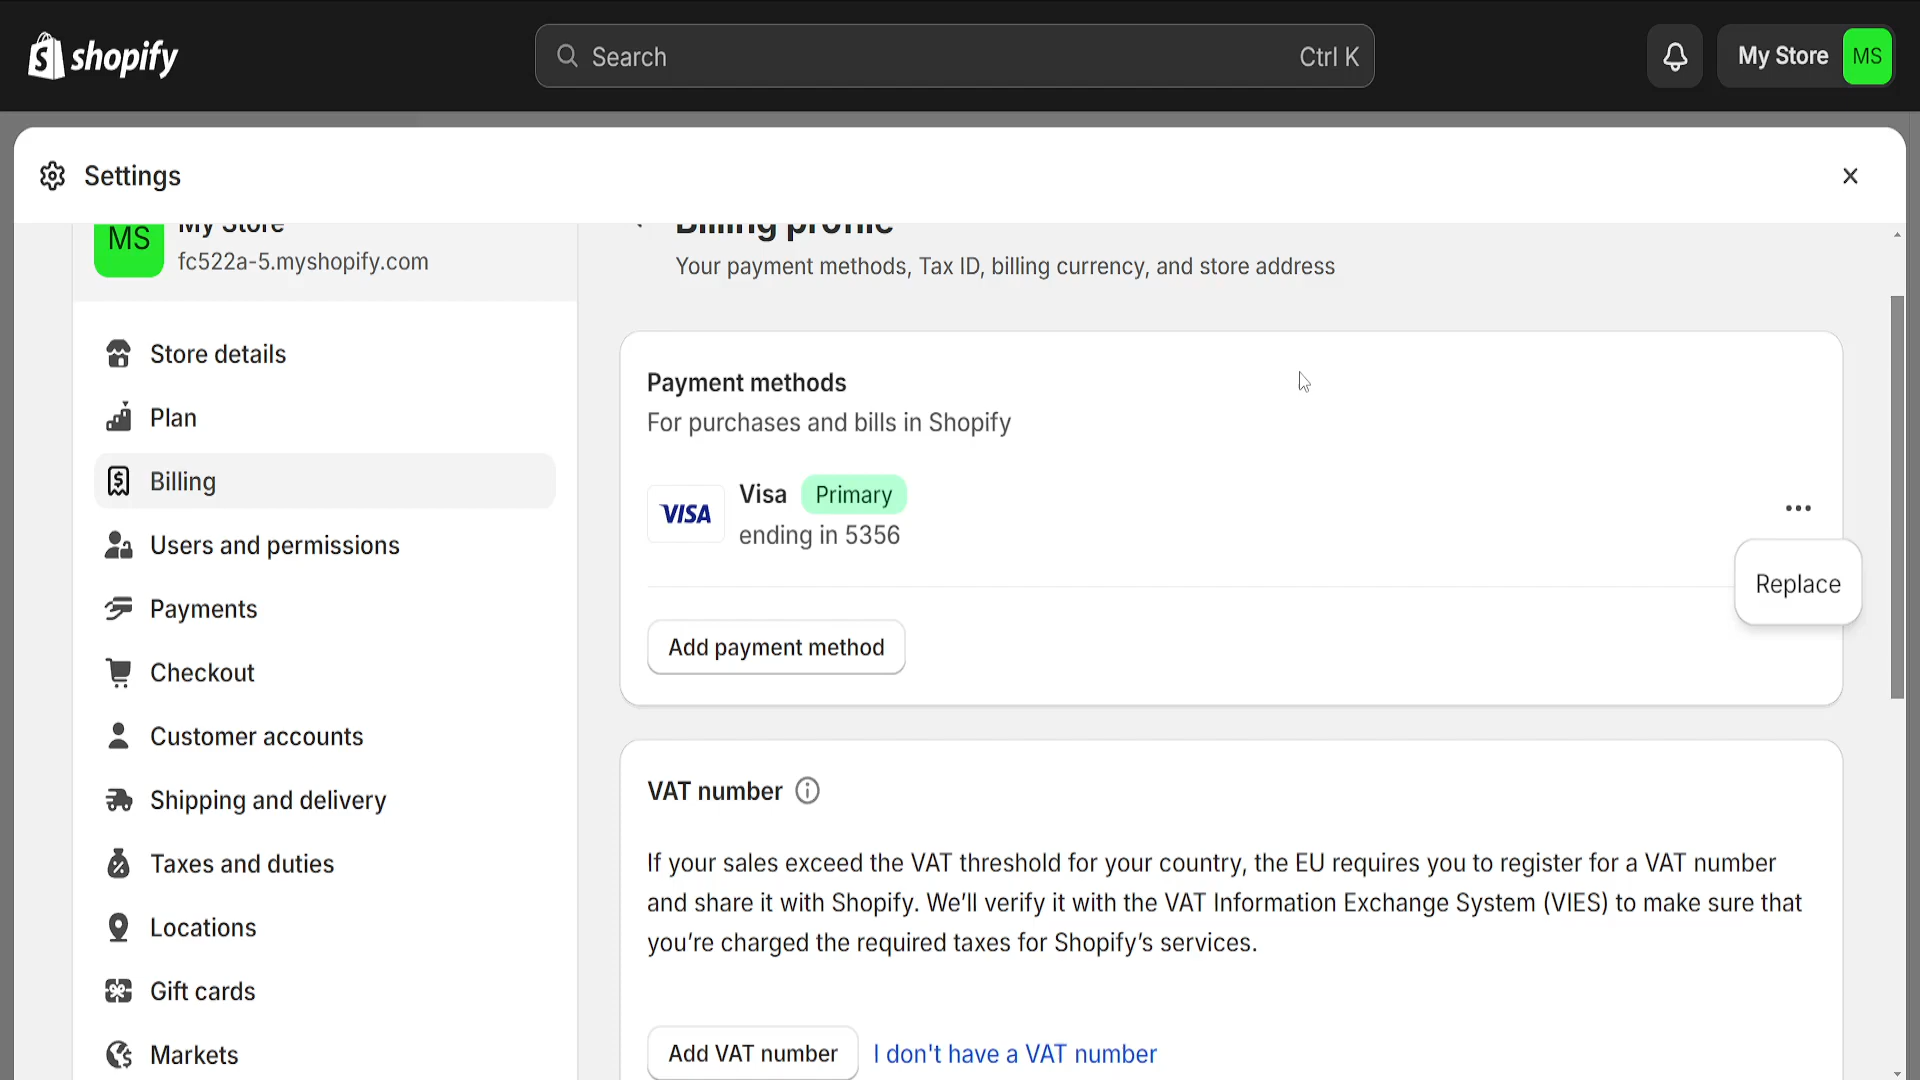 shopify
Search
Ctrl K
My Store
MS
Settings
MS
My Store
fc522a-5.myshopify.com
Store details
Plan
Billing
Users and permissions
Payments
Checkout
Customer accounts
Shipping and delivery
Taxes and duties
Locations
Gift cards
Markets
Billing profile
Your payment methods, Tax ID, billing currency, and store address
Payment methods
For purchases and bills in Shopify
VISA
Visa
Primary
ending in 5356
Replace
Add payment method
VAT number
If your sales exceed the VAT threshold for your country, the EU requires you to register for a VAT number
and share it with Shopify. We’ll verify it with the VAT Information Exchange System (VIES) to make sure that
you’re charged the required taxes for Shopify’s services.
Add VAT number
I don't have a VAT number